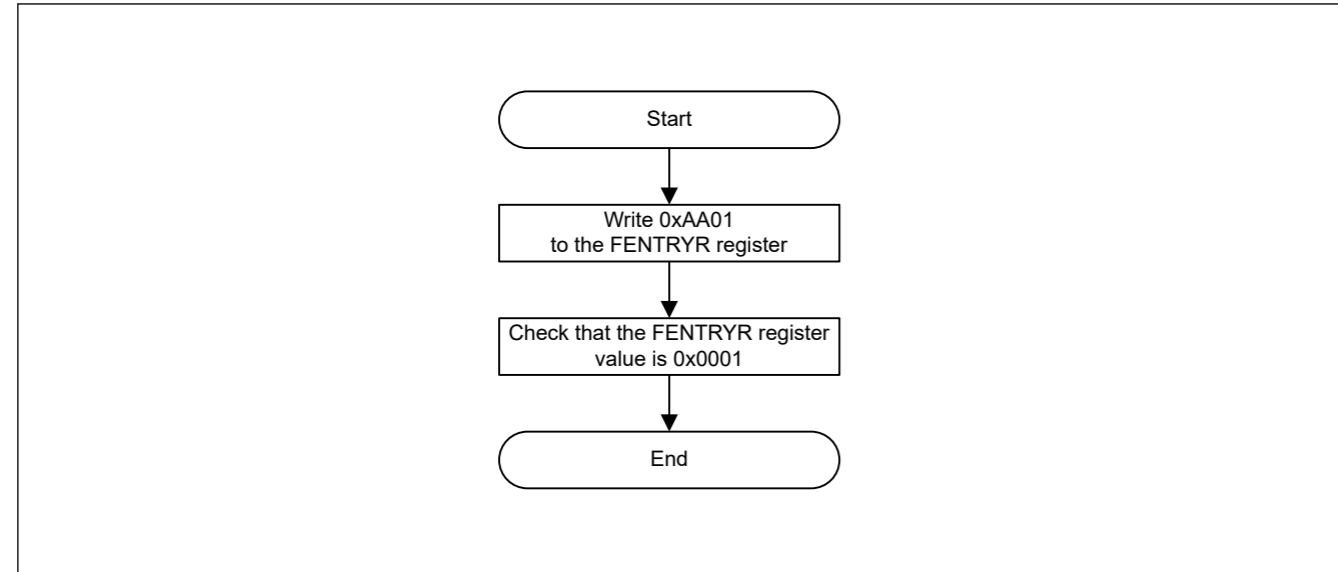 Start
Write 0xAA01
to the FENTRYR register
Check that the FENTRYR register
value is 0x0001
End